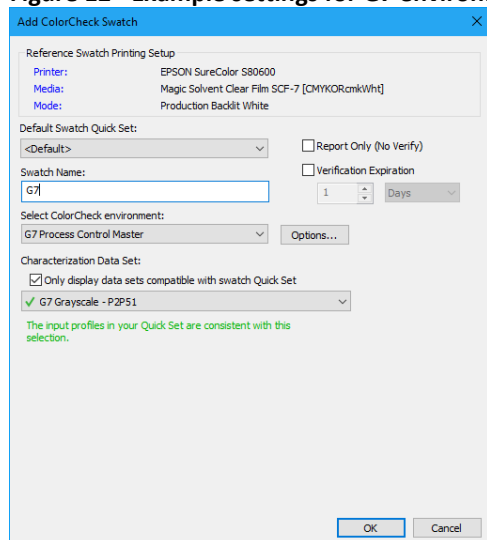 Add ColorCheck Swatch
Reference Swatch Printing Setup
Printer: EPSON SureColor S80600
Media: Magic Solvent Clear Film SCF-7 [CMYKORcmkWht]
Mode: Production Backlit White
Default Swatch Quick Set:
<Default>
Report Only (No Verify)
Swatch Name:
Verification Expiration
G7
1 Days
Select ColorCheck environment:
G7 Process Control Master
Options...
Characterization Data Set:
Only display data sets compatible with swatch Quick Set
G7 Grayscale - P2P51
The input profiles in your Quick Set are consistent with this
selection.
OK Cancel